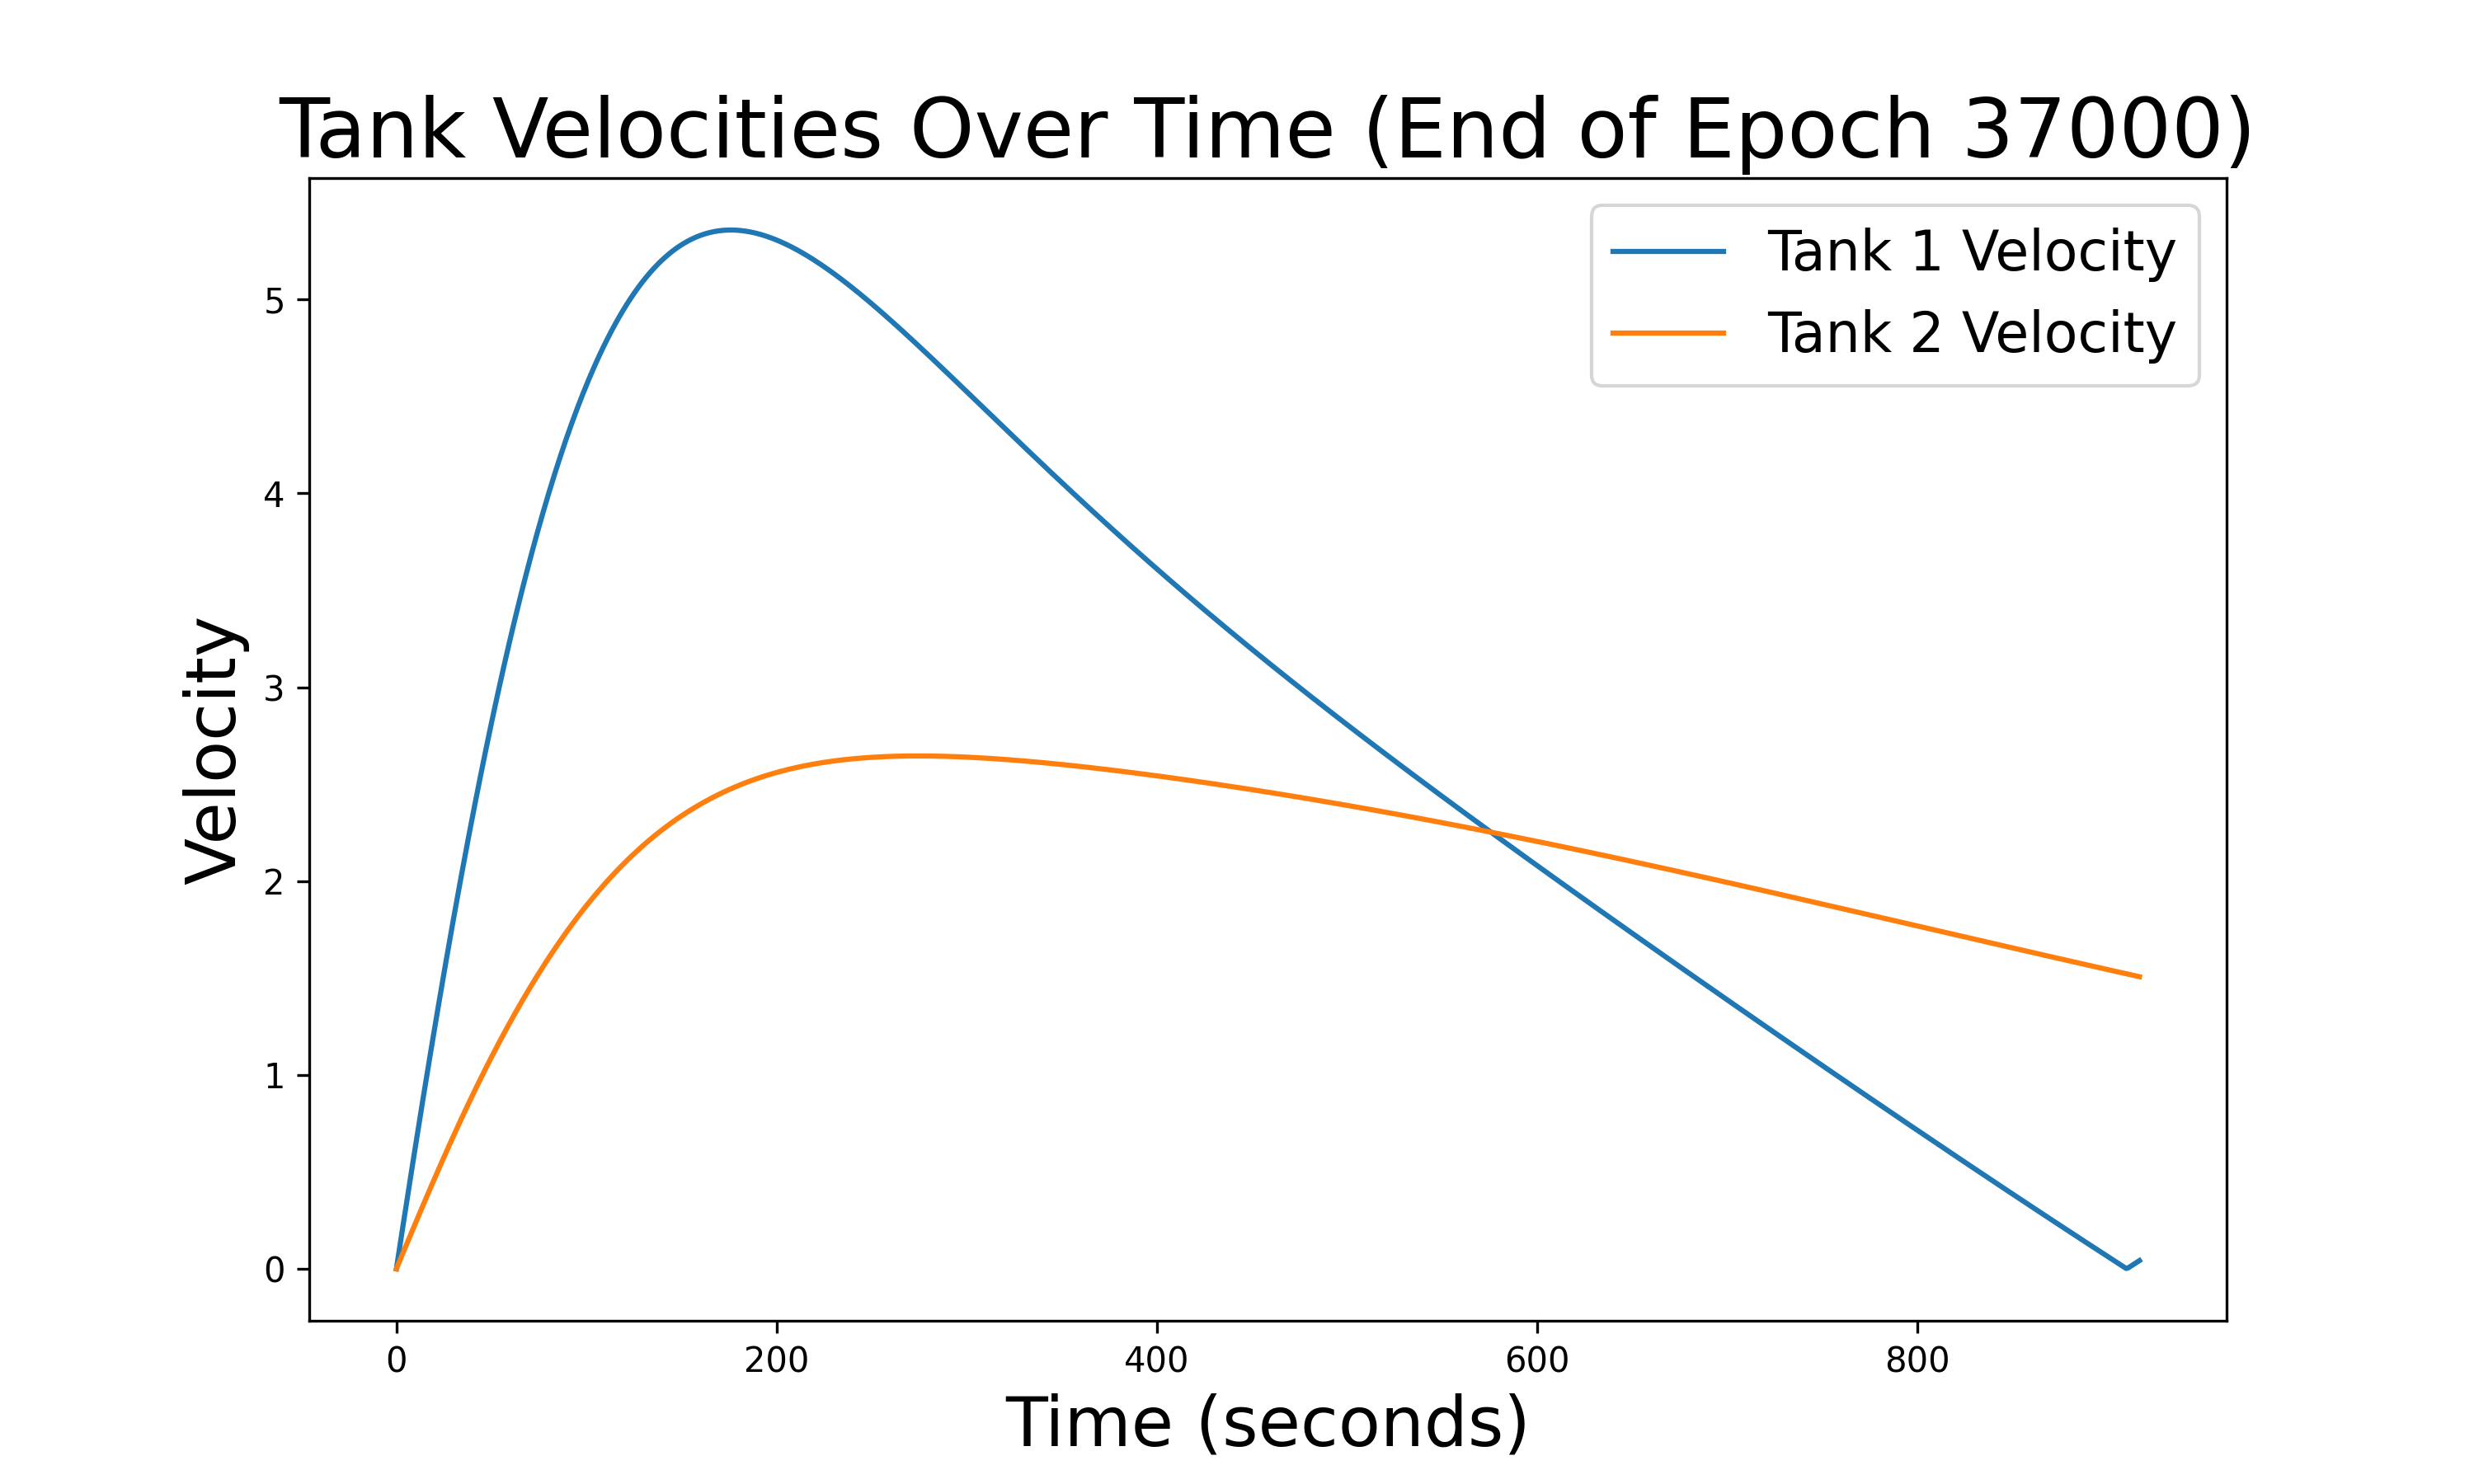 Tank Velocities Over Time (End of Epoch 37000)
Tank 1 Velocity
Tank 2 Velocity
Velocity
5
4
3
2
1
0
0 200 400 600 800
Time (seconds)